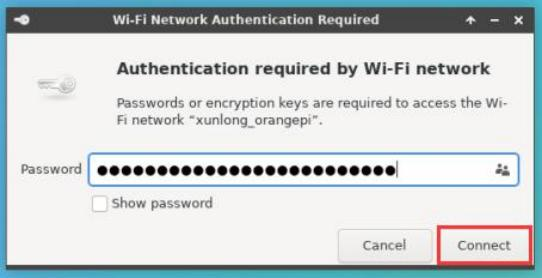 Wi-Fi Network Authentication Required
Authentication required by Wi-Fi network
Passwords or encryption keys are required to access the Wi-
Fi network “xunlong_orangepi”.
Password ●●●●●●●●●●●●●●●●●●●●●●●●●
Show password
Cancel Connect